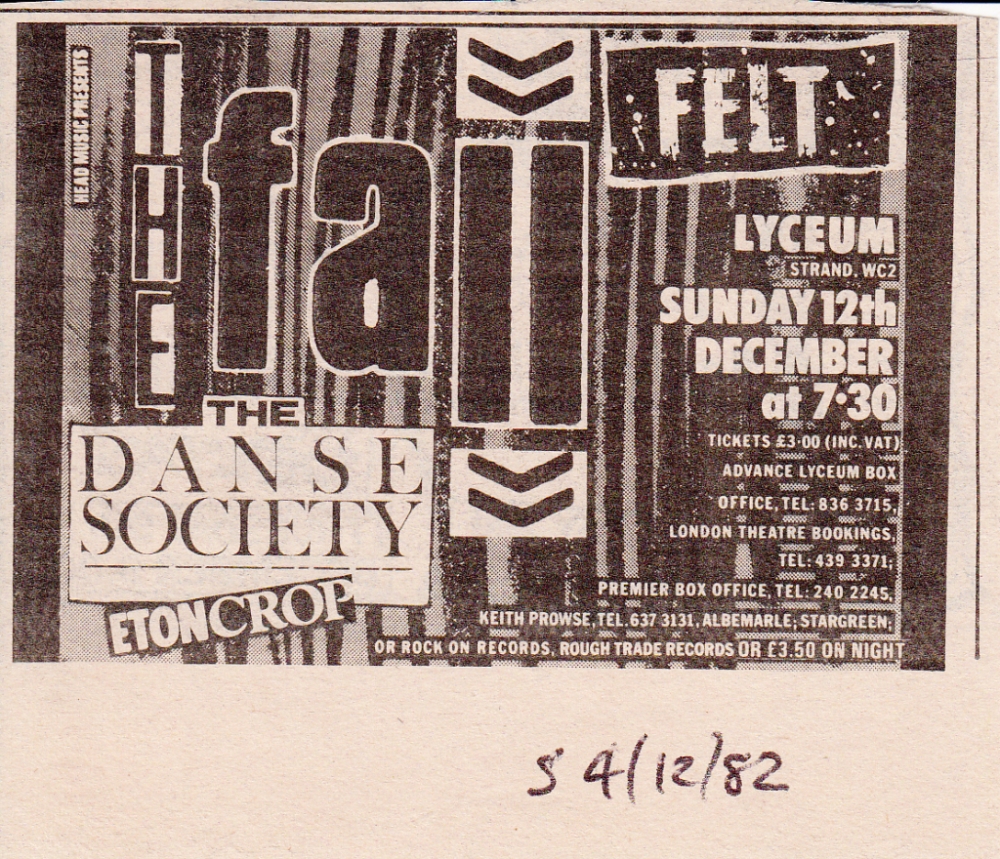 HEAD MUSIC PRESENTS
THE
fall
FELT
LYCEUM
STRAND. WC2
SUNDAY 12th
DECEMBER
at 7·30
TICKETS £3·00 (INC. VAT)
ADVANCE LYCEUM BOX
OFFICE, TEL: 836 3715,
LONDON THEATRE BOOKINGS,
TEL: 439 3371;
PREMIER BOX OFFICE, TEL: 240 2245,
KEITH PROWSE, TEL. 637 3131, ALBEMARLE; STARGREEN;
OR ROCK ON RECORDS, ROUGH TRADE RECORDS OR £3.50 ON NIGHT
THE
DANSE
SOCIETY
ETON CROP
S 4/12/82